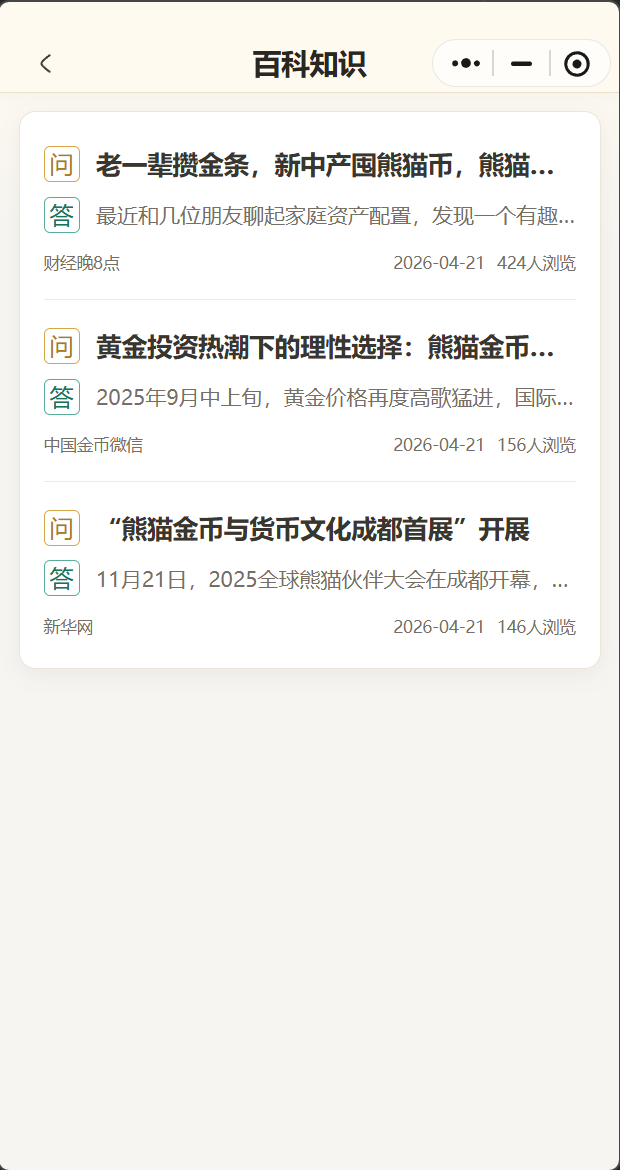 百科知识
问 老一辈攒金条，新中产囤熊猫币，熊猫...
答 最近和几位朋友聊起家庭资产配置，发现一个有趣...
财经晚8点 2026-04-21 424人浏览
问 黄金投资热潮下的理性选择：熊猫金币...
答 2025年9月中上旬，黄金价格再度高歌猛进，国际...
中国金币微信 2026-04-21 156人浏览
问 “熊猫金币与货币文化成都首展”开展
答 11月21日，2025全球熊猫伙伴大会在成都开幕，...
新华网 2026-04-21 146人浏览